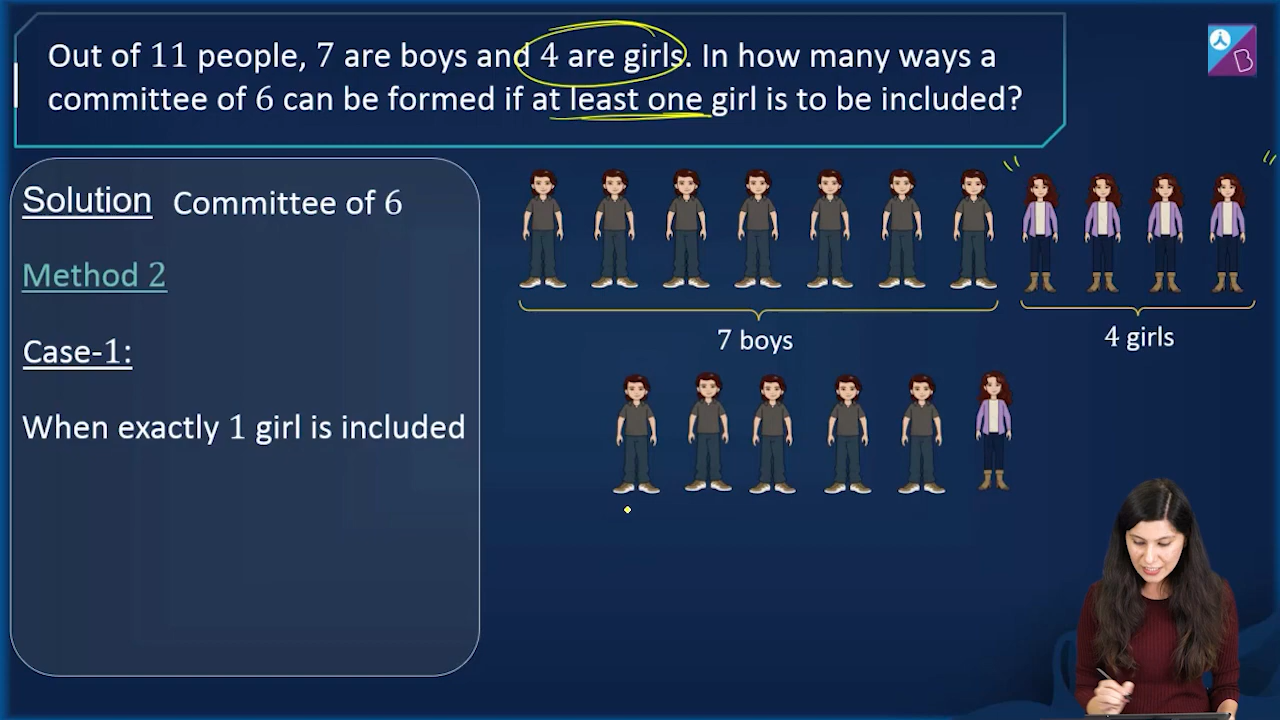 Out of 11 people, 7 are boys and 4 are girls. In how many ways a
committee of 6 can be formed if at least one girl is to be included?
Solution Committee of 6
Method 2
Case-1:
When exactly 1 girl is included
7 boys
4 girls
B